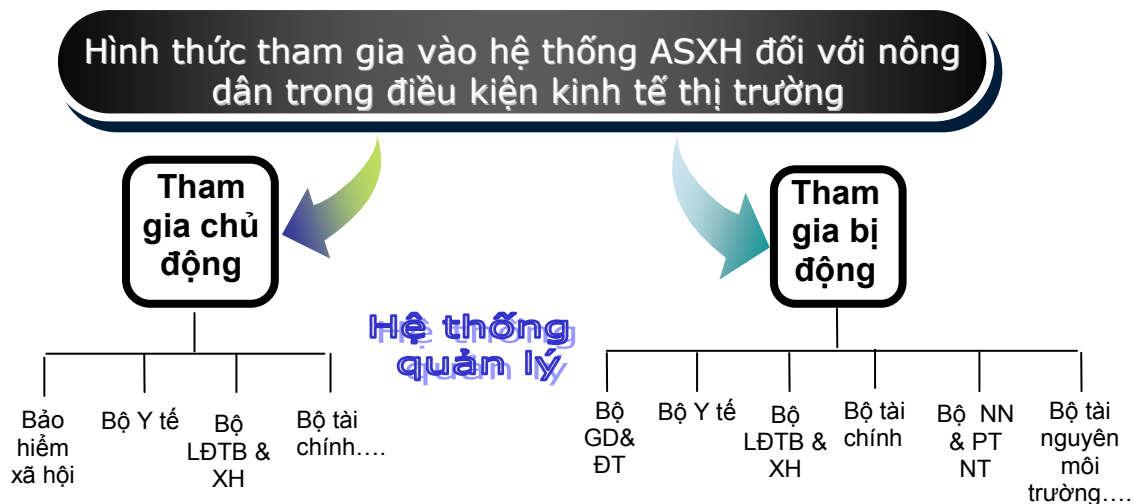 Hình thức tham gia vào hệ thống ASXH đối với nông
dân trong điều kiện kinh tế thị trường
Tham
gia chủ
động
Tham
gia bị
động
Hệ thống
quản lý
Bảo
hiểm
xã hội
Bộ Y tế
Bộ
LĐTB &
XH
Bộ tài
chính....
Bộ
GD&
ĐT
Bộ Y tế
Bộ
LĐTB &
XH
Bộ tài
chính
Bộ NN
& PT
NT
Bộ tài
nguyên
môi
trường....